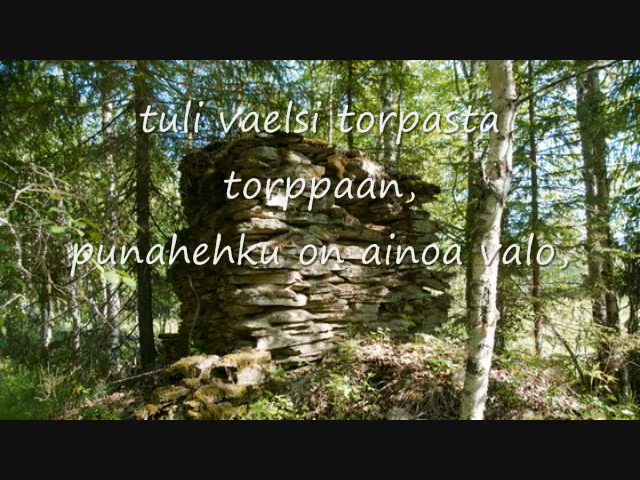 tuli vaelsi torpasta
torppaan,
punahehku on ainoa valo,